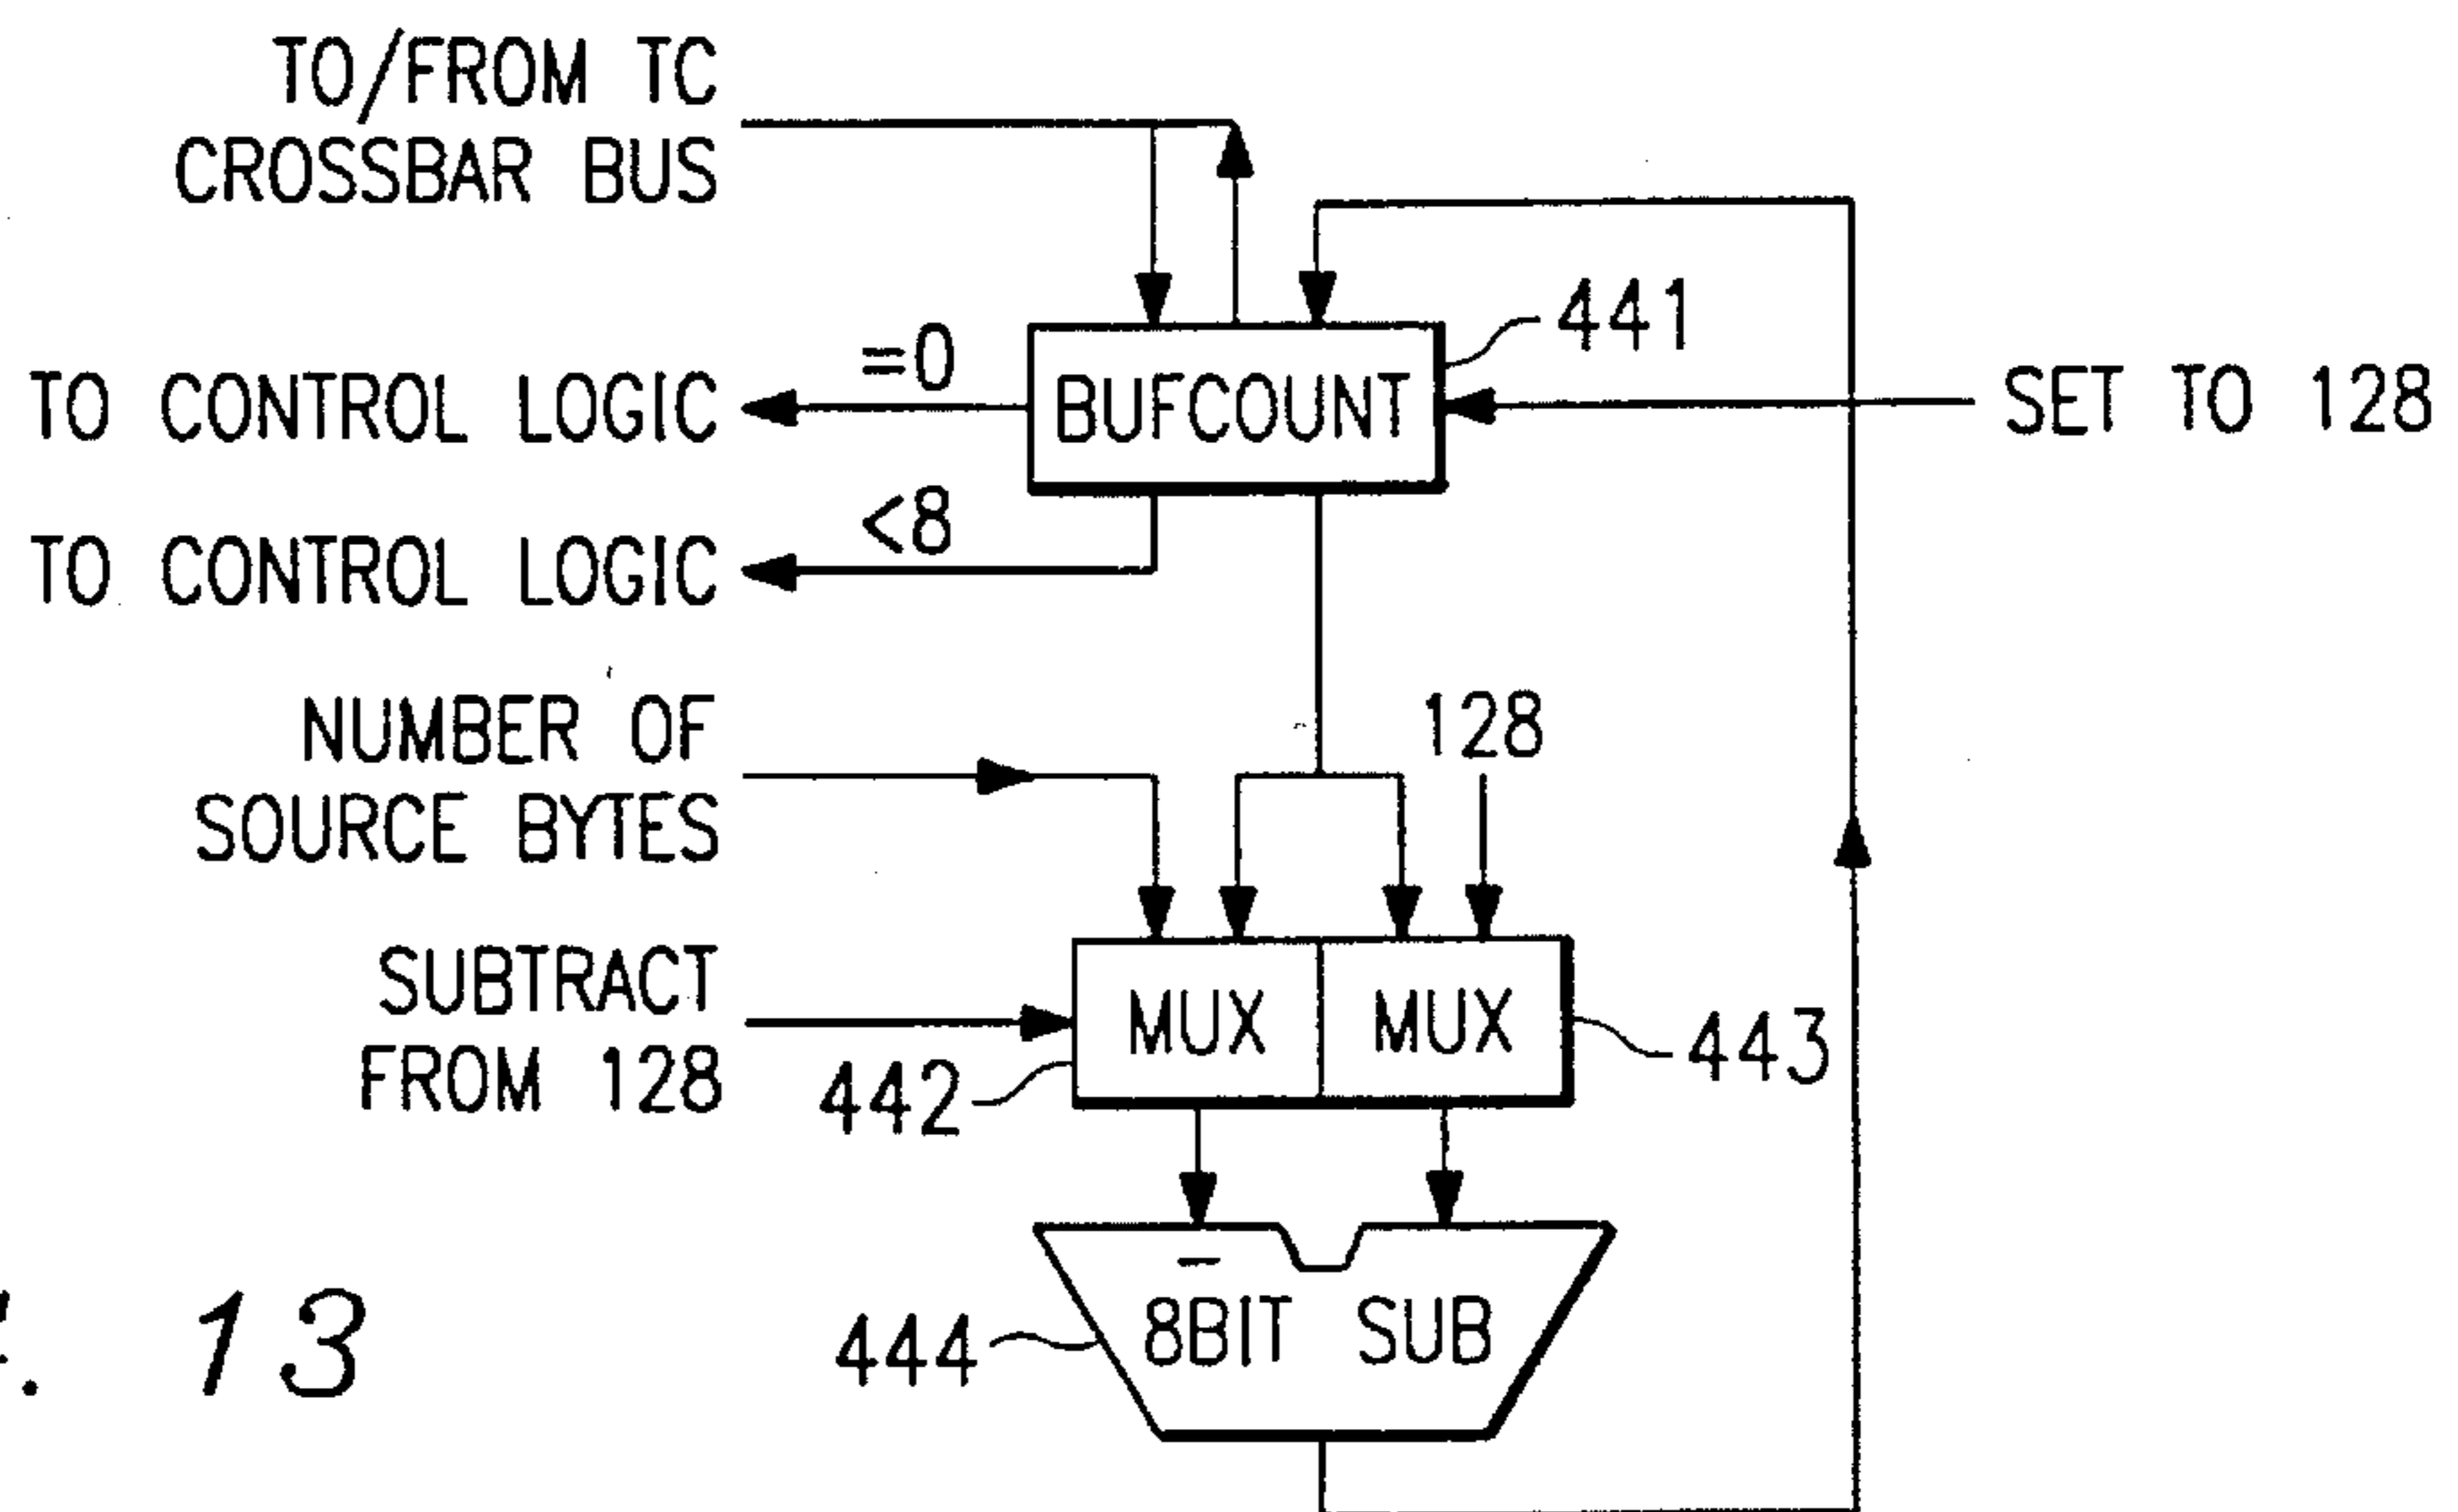 TO/FROM TC
CROSSBAR BUS
441
=0
TO CONTROL LOGIC
BUFCOUNT
SET TO 128
<8
TO CONTROL LOGIC
NUMBER OF
SOURCE BYTES
128
SUBTRACT
FROM 128
MUX
MUX
442
443
–
8BIT SUB
444
. 13